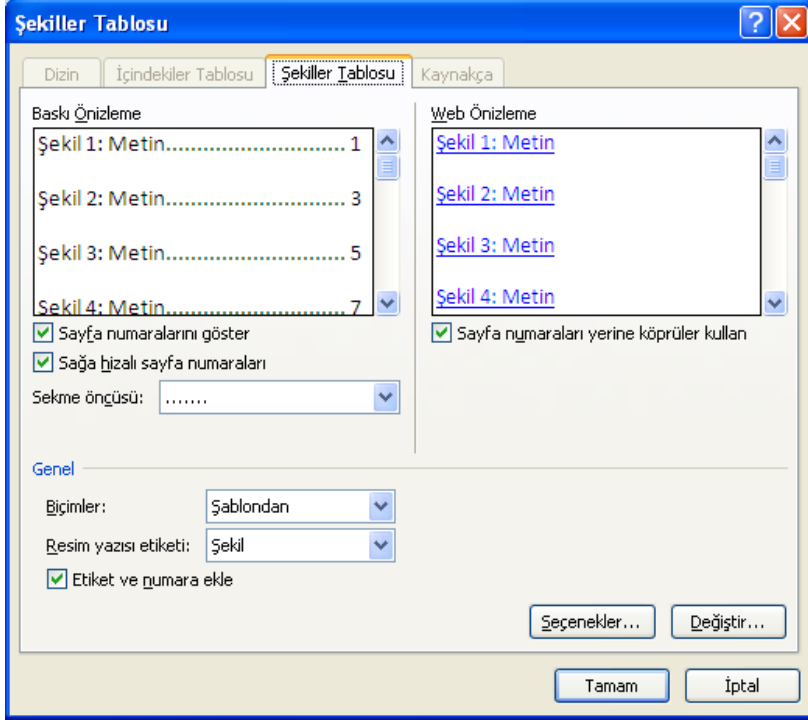 Şekiller Tablosu
Dizin İçindekiler Tablosu Şekiller Tablosu Kaynakça
Baskı Önizleme
Şekil 1: Metin............................... 1
Şekil 2: Metin............................... 3
Şekil 3: Metin............................... 5
Şekil 4: Metin............................... 7
Sayfa numaralarını göster
Sağa hizalı sayfa numaraları
Sekme öncüsü: .......
Web Önizleme
Şekil 1: Metin
Şekil 2: Metin
Şekil 3: Metin
Şekil 4: Metin
Sayfa numaraları yerine köprüler kullan
Genel
Biçimler: Şablondan
Resim yazısı etiketi: Şekil
Etiket ve numara ekle
Seçenekler... Değiştir...
Tamam İptal